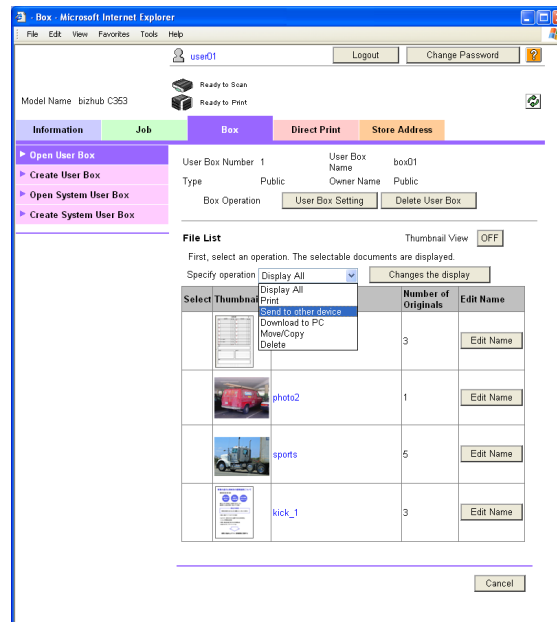 - Box - Microsoft Internet Explorer
File Edit View Favorites Tools Help
user01 Logout Change Password ?
Ready to Scan
Model Name bizhub C353 Ready to Print
Information Job Box Direct Print Store Address
Open User Box
Create User Box
Open System User Box
Create System User Box
User Box Number 1 User Box Name box01
Type Public Owner Name Public
Box Operation User Box Setting Delete User Box
File List Thumbnail View OFF
First, select an operation. The selectable documents are displayed.
Specify operation Display All Changes the display
Display All
Print
Send to other device
Download to PC
Move/Copy
Delete
Select Thumbnai Number of Originals Edit Name
3 Edit Name
photo2 1 Edit Name
sports 5 Edit Name
kick_1 3 Edit Name
Cancel